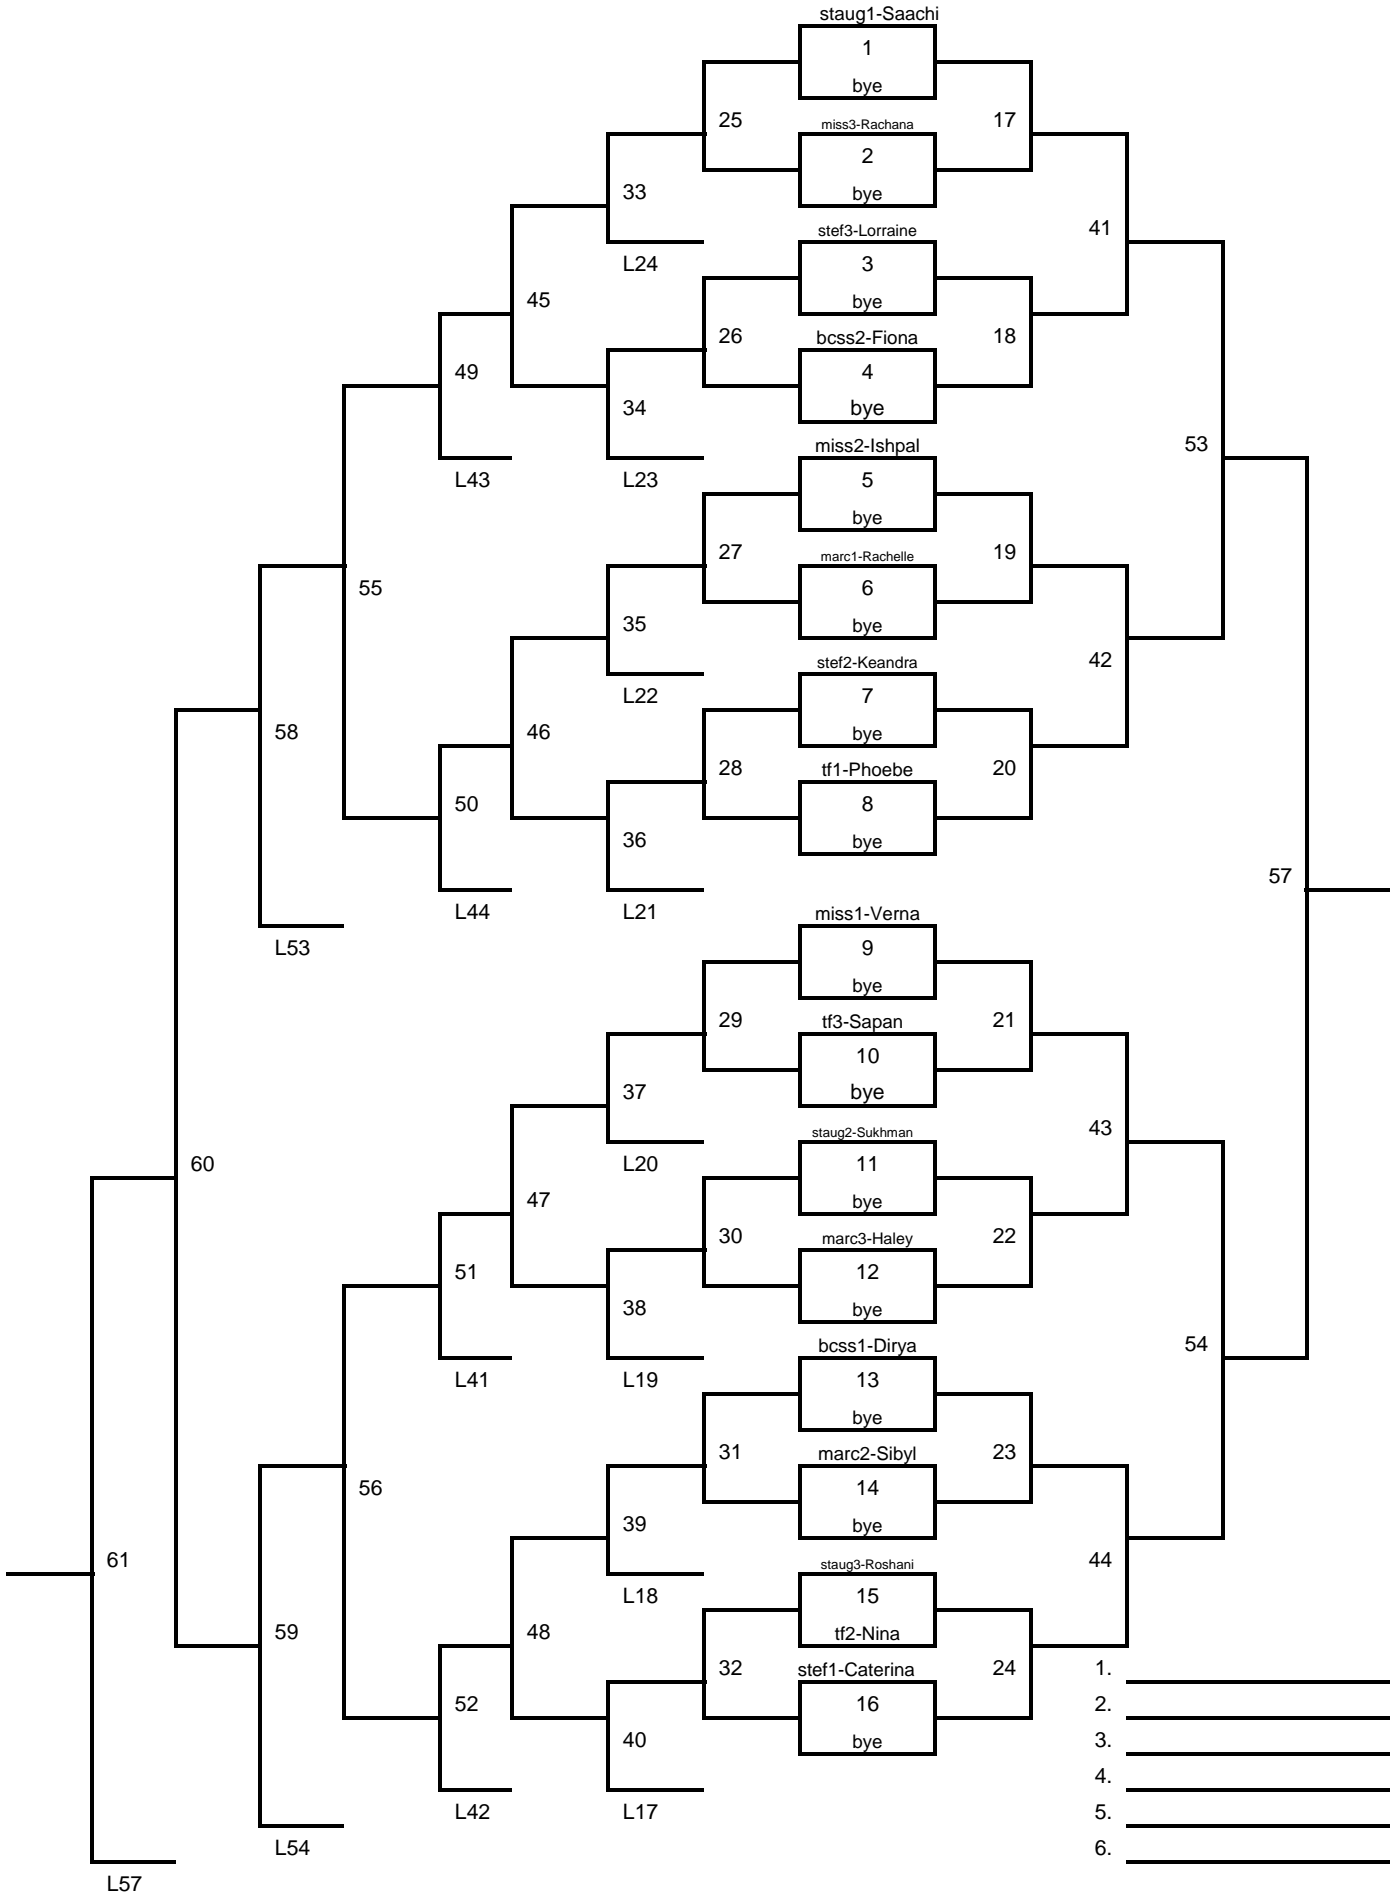 staug1-Saachi
1
bye
25
17
miss3-Rachana
2
bye
33
41
stef3-Lorraine
L24
3
bye
45
26
18
bcss2-Fiona
49
4
34
bye
53
miss2-Ishpal
L43
L23
5
bye
27
19
marc1-Rachelle
55
6
35
bye
42
stef2-Keandra
L22
7
58
46
bye
28
20
tf1-Phoebe
50
8
36
bye
57
L44
L21
miss1-Verna
L53
9
bye
29
21
tf3-Sapan
10
37
bye
43
staug2-Sukhman
60
L20
11
47
bye
30
22
marc3-Haley
51
12
38
bye
54
bcss1-Dirya
L41
L19
13
bye
31
23
marc2-Sibyl
56
14
39
bye
61
44
staug3-Roshani
L18
15
59
48
tf2-Nina
32
24
stef1-Caterina
1.
52
16
2.
40
bye
3.
4.
L42
L17
5.
L54
6.
L57